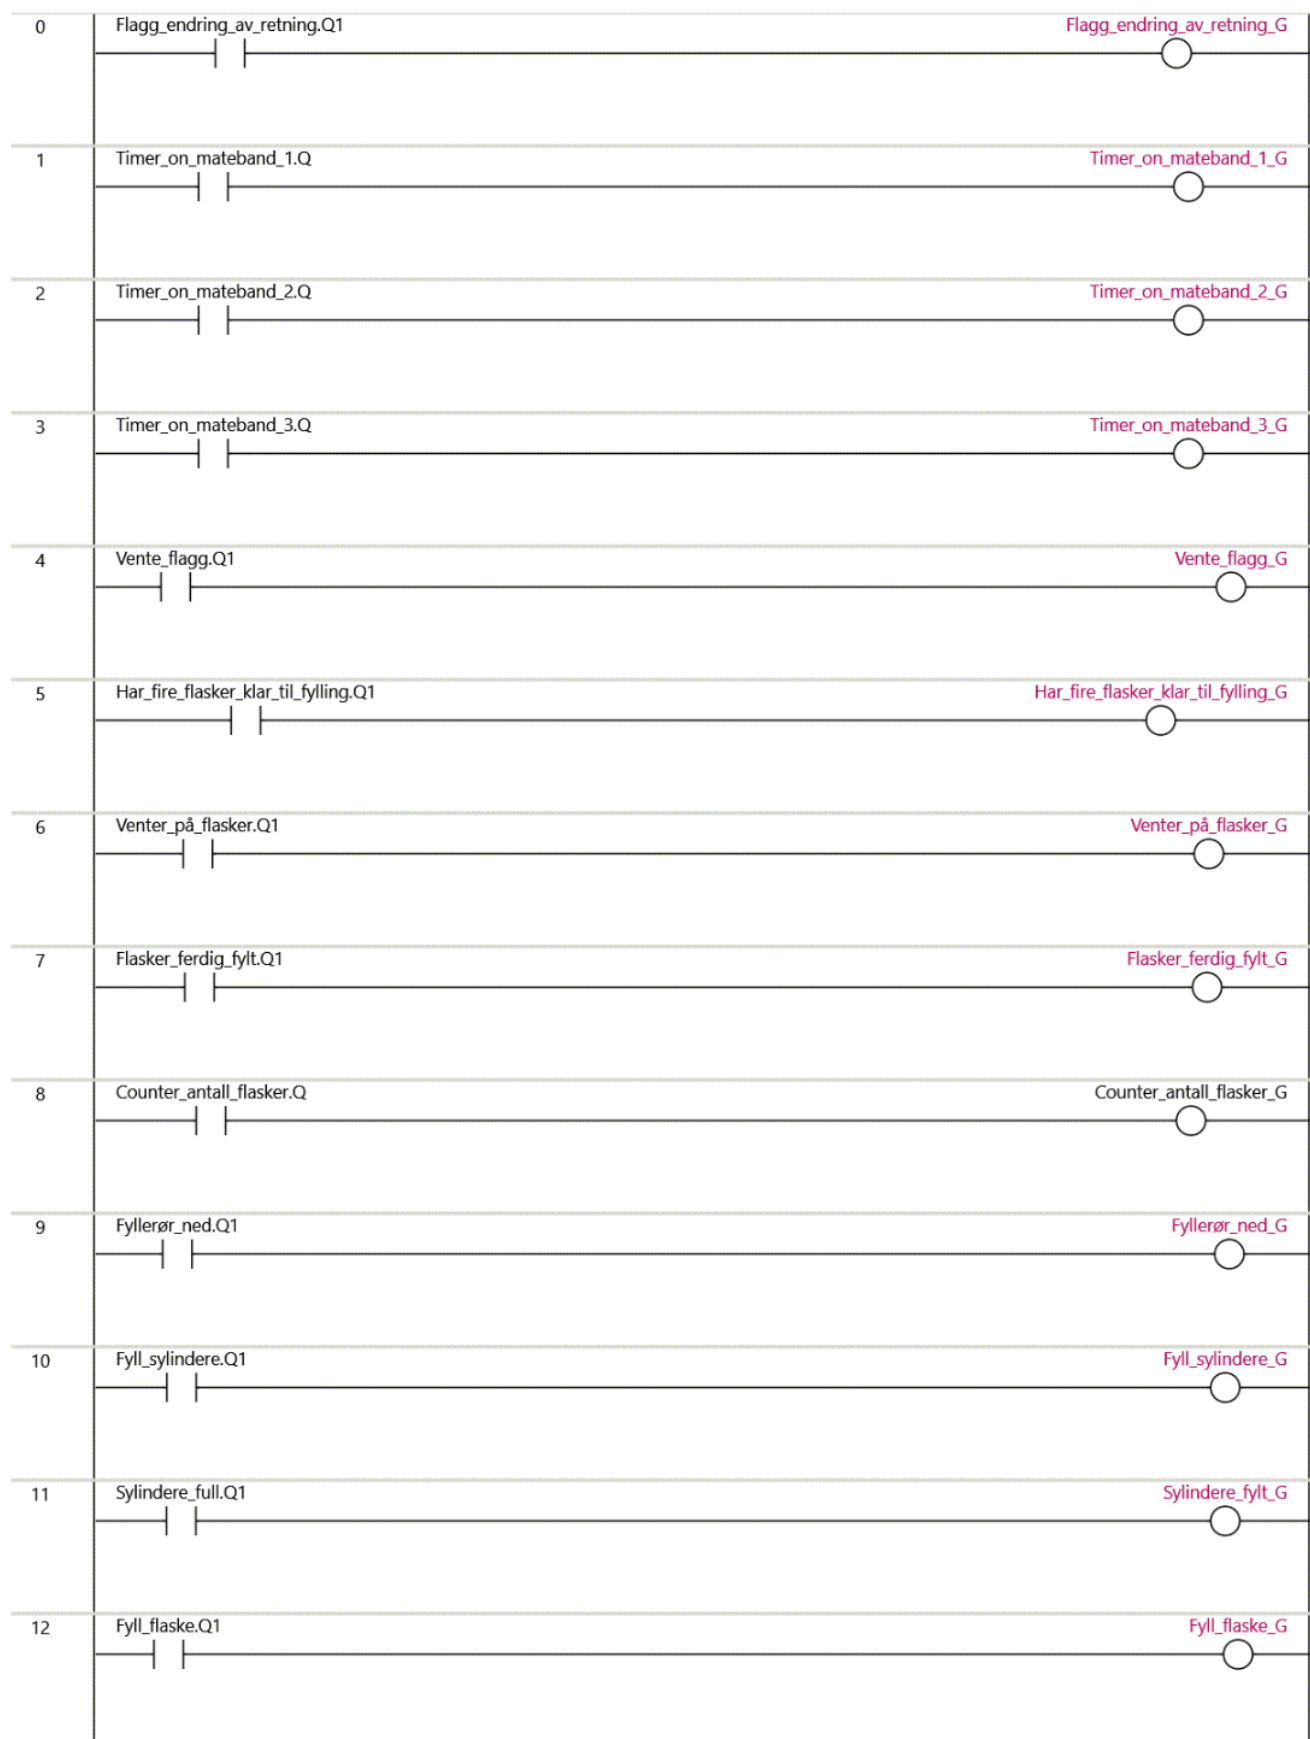 0 Flagg_endring_av_retning.Q1 Flagg_endring_av_retning_G
1 Timer_on_mateband_1.Q Timer_on_mateband_1_G
2 Timer_on_mateband_2.Q Timer_on_mateband_2_G
3 Timer_on_mateband_3.Q Timer_on_mateband_3_G
4 Vente_flagg.Q1 Vente_flagg_G
5 Har_fire_flasker_klar_til_fylling.Q1 Har_fire_flasker_klar_til_fylling_G
6 Venter_på_flasker.Q1 Venter_på_flasker_G
7 Flasker_ferdig_fylt.Q1 Flasker_ferdig_fylt_G
8 Counter_antall_flasker.Q Counter_antall_flasker_G
9 Fyllerør_ned.Q1 Fyllerør_ned_G
10 Fyll_sylindere.Q1 Fyll_sylindere_G
11 Sylindere_full.Q1 Sylindere_fylt_G
12 Fyll_flaske.Q1 Fyll_flaske_G